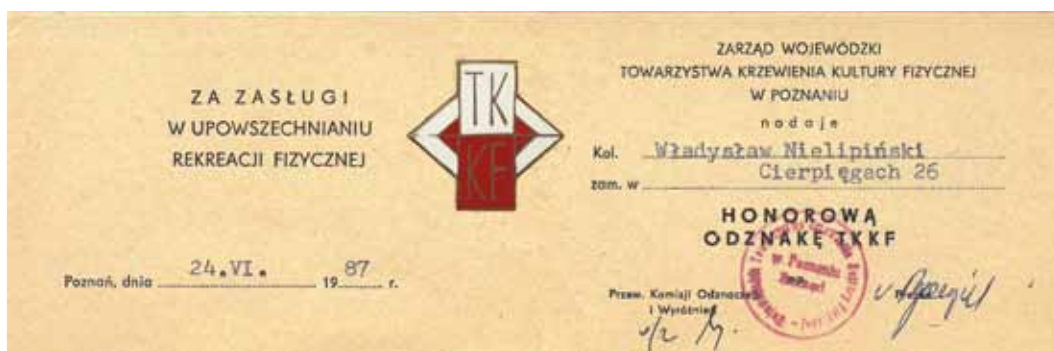 ZA ZASŁUGI
W UPOWSZECHNIANIU
REKREACJI FIZYCZNEJ
Poznań, dnia 24.VI. 1987 r.
TK
KF
ZARZĄD WOJEWÓDZKI
TOWARZYSTWA KRZEWIENIA KULTURY FIZYCZNEJ
W POZNANIU
nadaje
Kol. Władysław Nielipiński
zam. w Cierpięgach 26
HONOROWĄ
ODZNAKĘ TKKF
w Poznaniu
Przew. Komisji Odznaczeń
i Wyróżnień